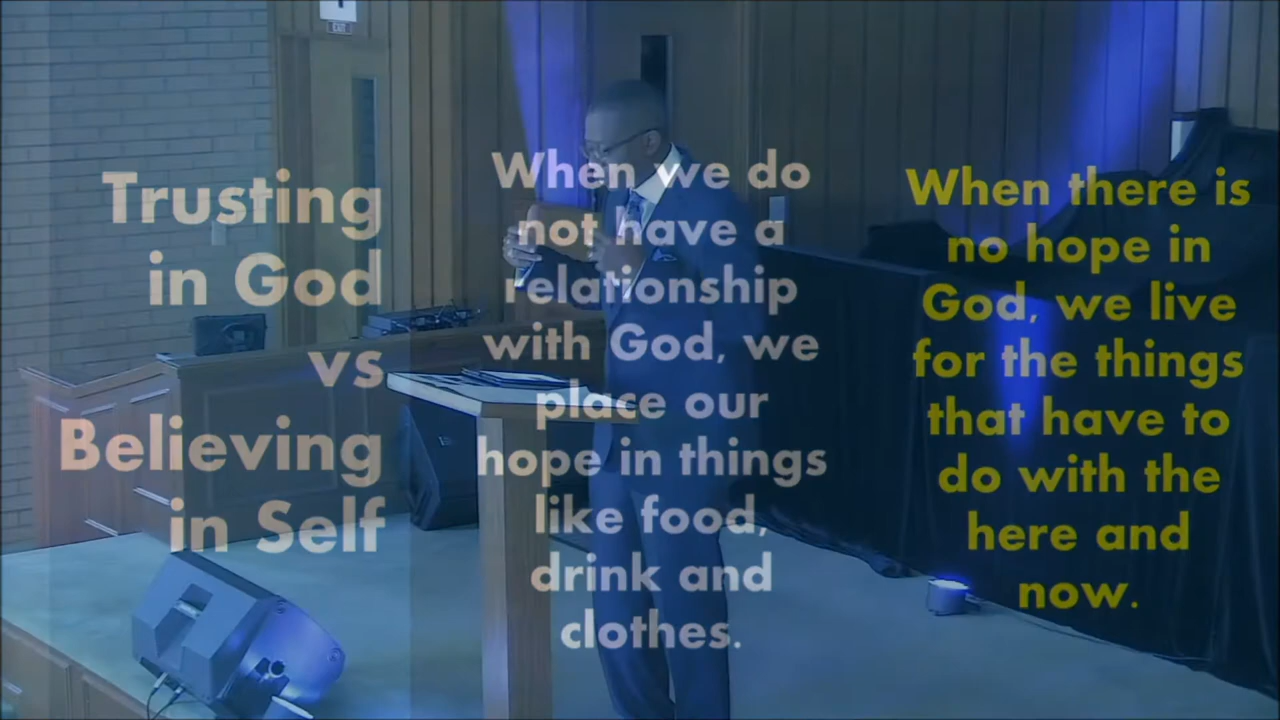 EXIT
Trusting
in God
vs
Believing
in Self
When we do
not have a
relationship
with God, we
place our
hope in things
like food,
drink and
clothes.
When there is
no hope in
God, we live
for the things
that have to
do with the
here and
now.